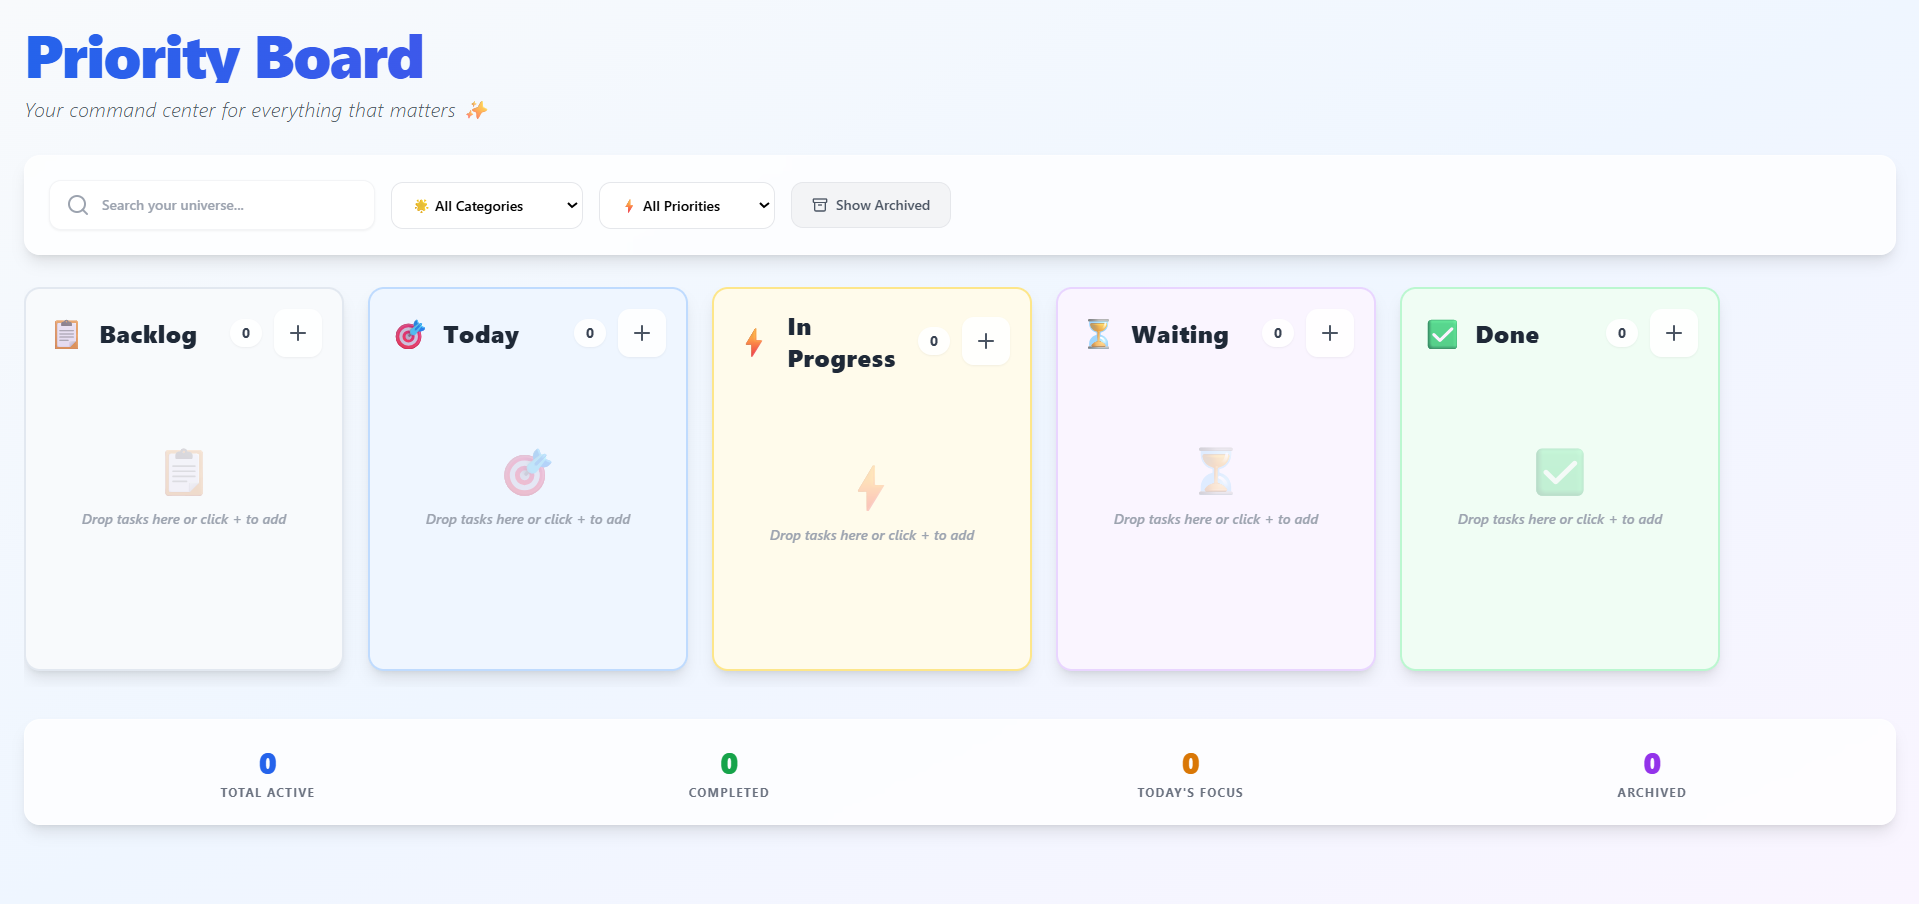 Priority Board
Your command center for everything that matters ✨
Search your universe...
🌟 All Categories
⚡ All Priorities
Show Archived
📋 Backlog 0 +
🎯 Today 0 +
⚡ In
Progress 0 +
⏳ Waiting 0 +
✅ Done 0 +
Drop tasks here or click + to add
Drop tasks here or click + to add
Drop tasks here or click + to add
Drop tasks here or click + to add
Drop tasks here or click + to add
0
TOTAL ACTIVE
0
COMPLETED
0
TODAY'S FOCUS
0
ARCHIVED